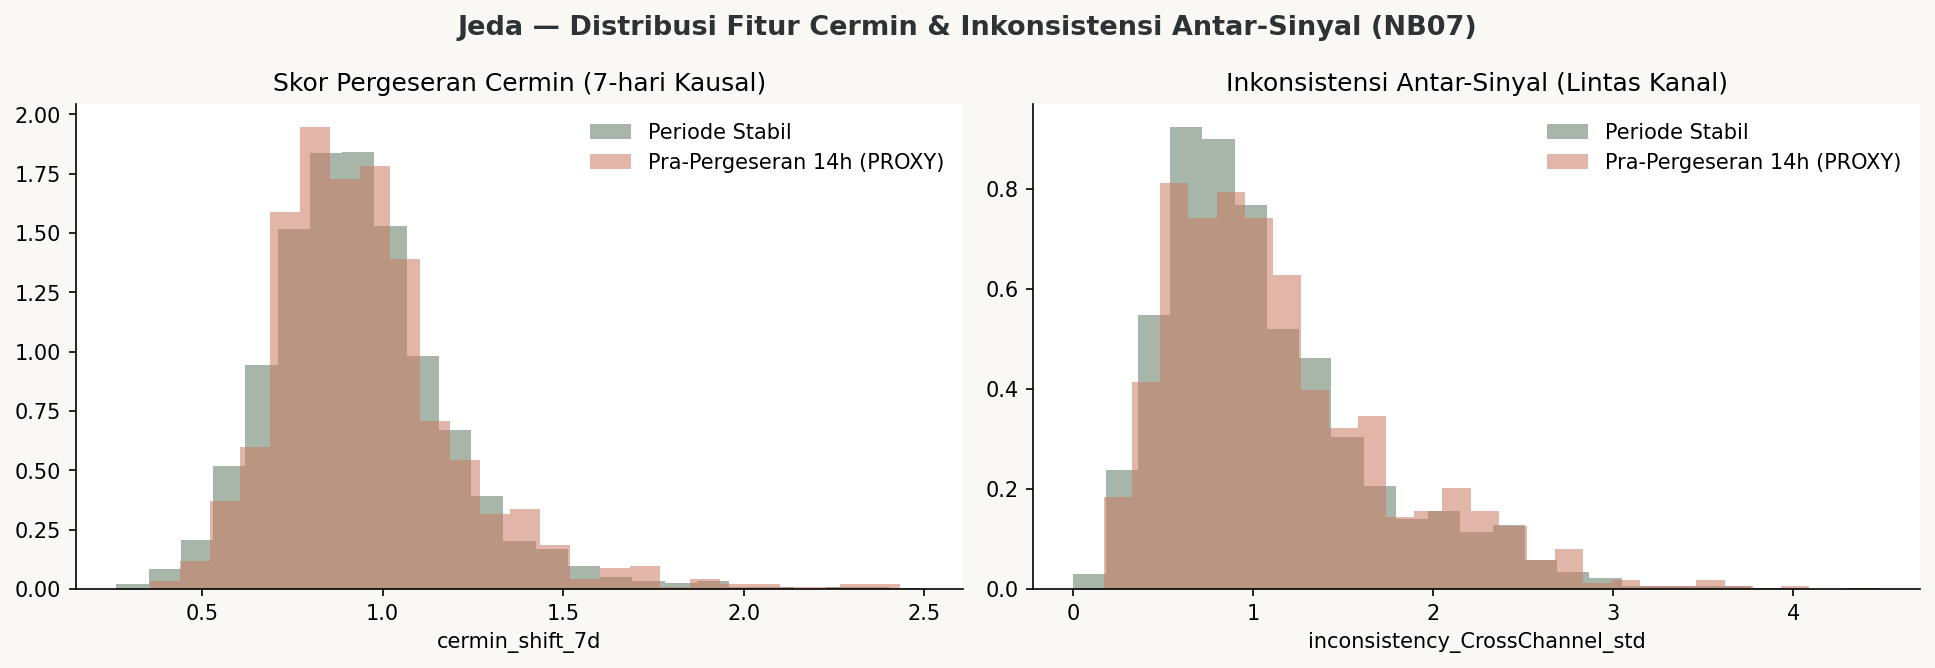 Jeda — Distribusi Fitur Cermin & Inkonsistensi Antar-Sinyal (NB07)
Skor Pergeseran Cermin (7-hari Kausal)
2.00
1.75
1.50
1.25
1.00
0.75
0.50
0.25
0.00
Periode Stabil
Pra-Pergeseran 14h (PROXY)
0.5
1.0
1.5
2.0
2.5
cermin_shift_7d
Inkonsistensi Antar-Sinyal (Lintas Kanal)
0.8
0.6
0.4
0.2
0.0
Periode Stabil
Pra-Pergeseran 14h (PROXY)
0
1
2
3
4
inconsistency_CrossChannel_std